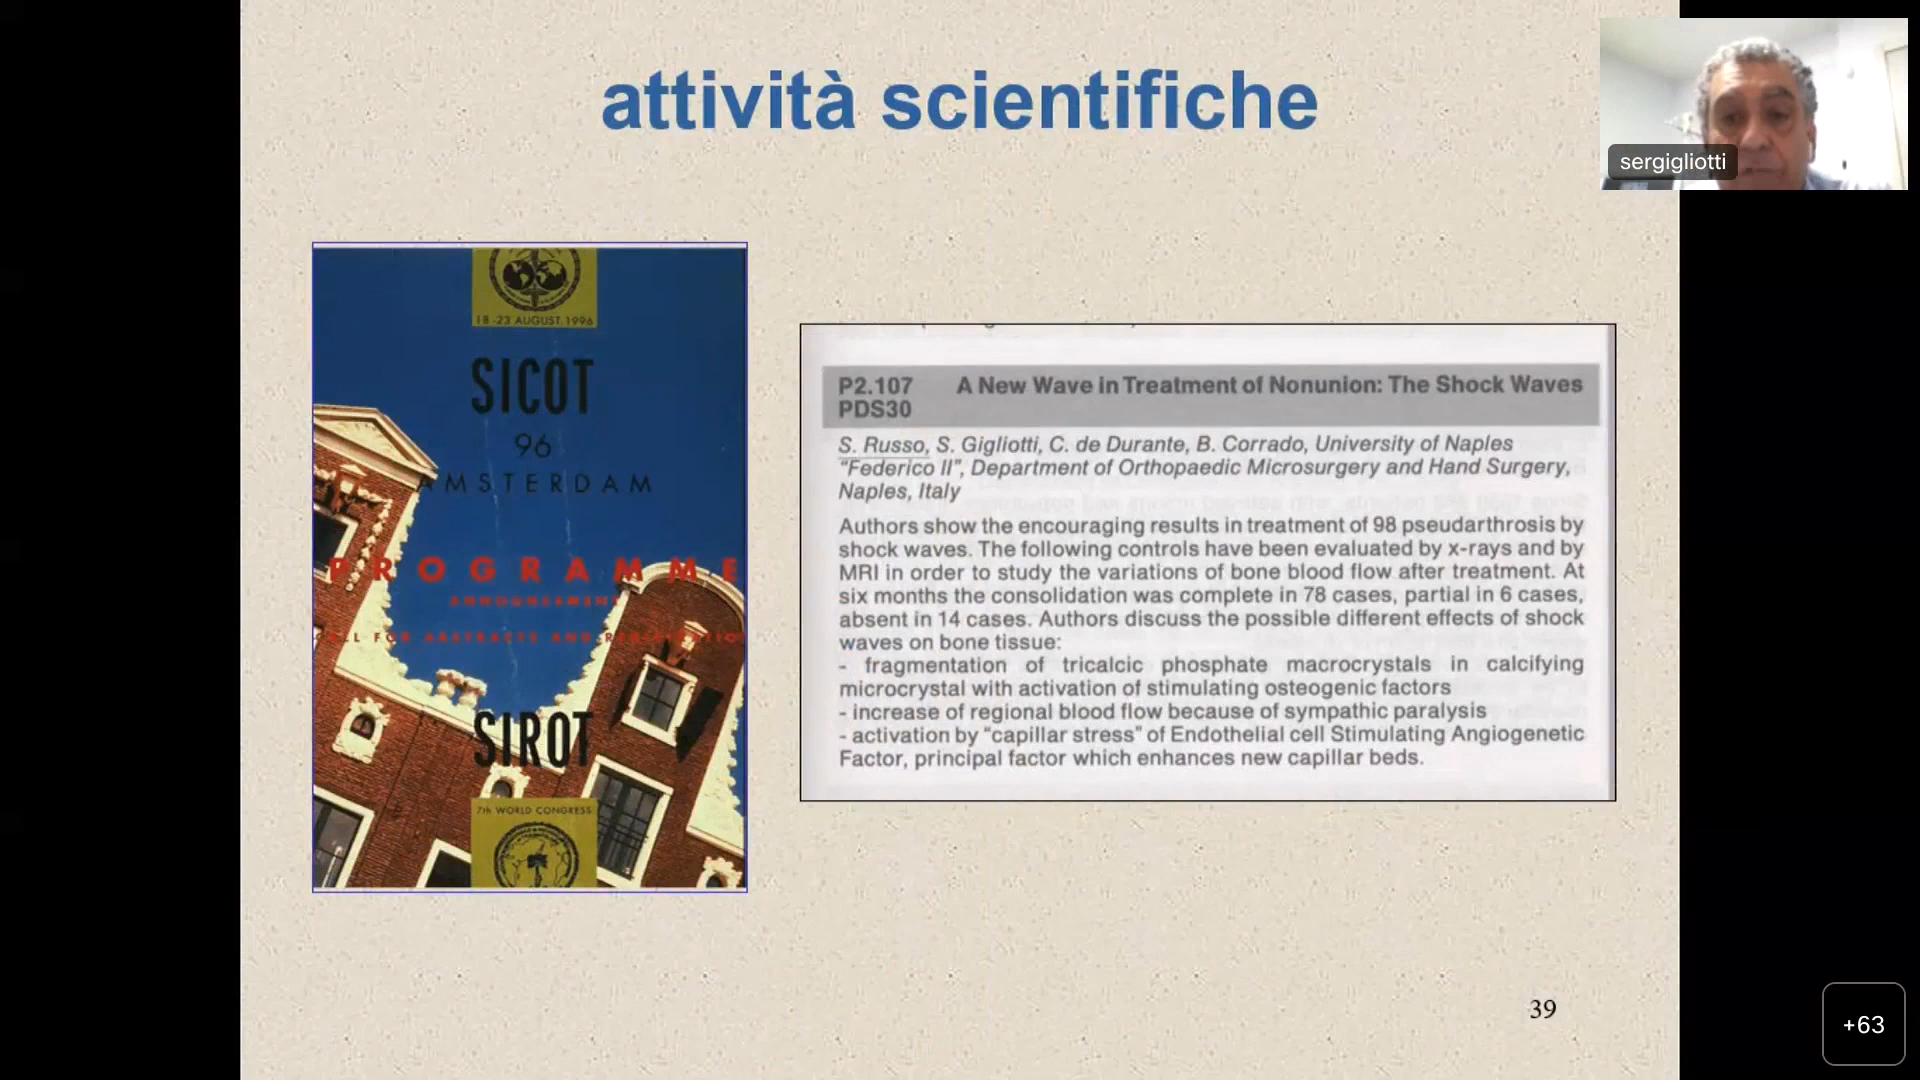 attività scientifiche
sergigliotti
18-23 AUGUST, 1996
SICOT
96
AMSTERDAM
PROGRAMME
ANNOUNCEMENT
CALL FOR ABSTRACTS AND REGISTRATION
SIROT
7th WORLD CONGRESS
P2.107 A New Wave in Treatment of Nonunion: The Shock Waves
PDS30
S. Russo, S. Gigliotti, C. de Durante, B. Corrado, University of Naples
"Federico II", Department of Orthopaedic Microsurgery and Hand Surgery,
Naples, Italy
Authors show the encouraging results in treatment of 98 pseudarthrosis by
shock waves. The following controls have been evaluated by x-rays and by
MRI in order to study the variations of bone blood flow after treatment. At
six months the consolidation was complete in 78 cases, partial in 6 cases,
absent in 14 cases. Authors discuss the possible different effects of shock
waves on bone tissue:
- fragmentation of tricalcic phosphate macrocrystals in calcifying
microcrystal with activation of stimulating osteogenic factors
- increase of regional blood flow because of sympathic paralysis
- activation by "capillar stress" of Endothelial cell Stimulating Angiogenetic
Factor, principal factor which enhances new capillar beds.
39
+63